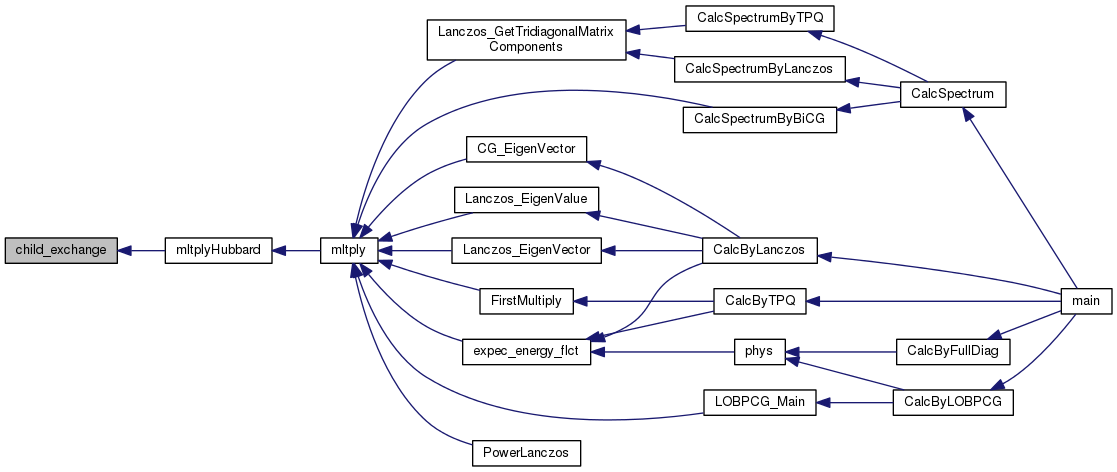 child_exchange
mltplyHubbard
mltply
Lanczos_GetTridiagonalMatrix
Components
CalcSpectrumByBiCG
CG_EigenVector
Lanczos_EigenValue
Lanczos_EigenVector
FirstMultiply
expec_energy_flct
LOBPCG_Main
PowerLanczos
CalcSpectrumByTPQ
CalcSpectrumByLanczos
CalcByLanczos
CalcByTPQ
phys
CalcSpectrum
CalcByFullDiag
CalcByLOBPCG
main